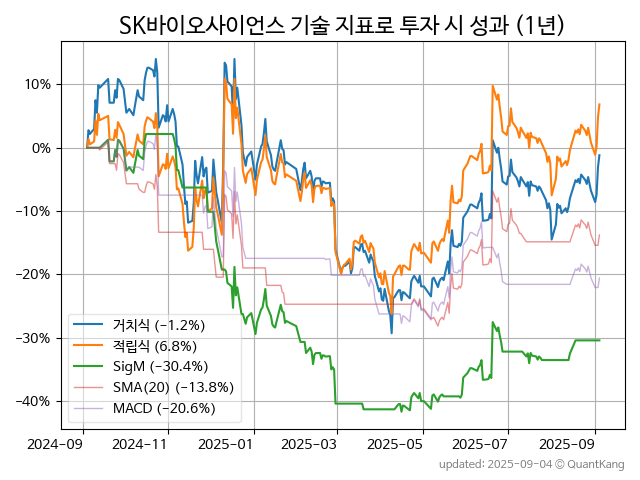 SK바이오사이언스 기술 지표로 투자 시 성과 (1년)
10%
0%
−10%
−20%
−30%
−40%
거치식 (−1.2%)
적립식 (6.8%)
SigM (−30.4%)
SMA(20) (−13.8%)
MACD (−20.6%)
2024-09 2024-11 2025-01 2025-03 2025-05 2025-07 2025-09
updated: 2025-09-04 © QuantKang